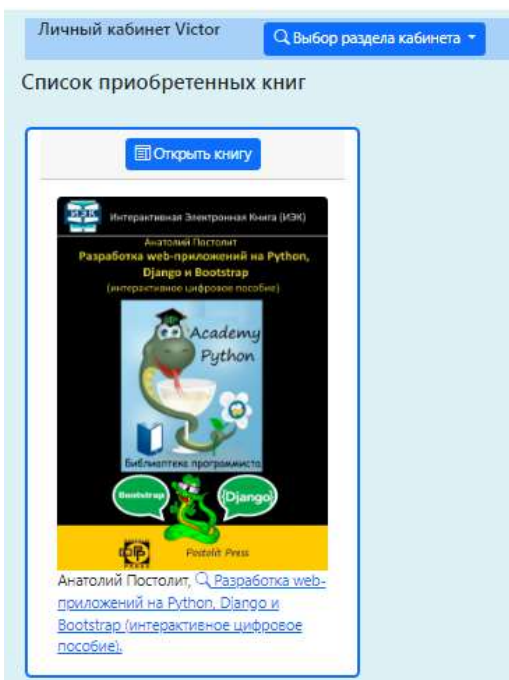 Личный кабинет Victor
Выбор раздела кабинета
Список приобретенных книг
Открыть книгу
ИЭК
Интерактивная Электронная Книга (ИЭК)
Анатолий Постолит
Разработка web-приложений на Python,
Django и Bootstrap
(интерактивное цифровое пособие)
Academy
Python
Библиотека программиста
Bootstrap
{Django}
Postolit Press
Анатолий Постолит, Разработка web-
приложений на Python, Django и
Bootstrap (интерактивное цифровое
пособие).